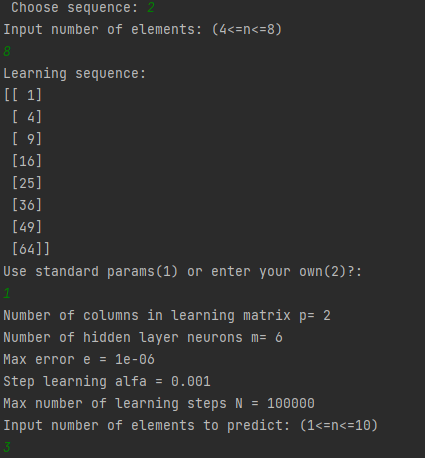 Choose sequence: 2
Input number of elements: (4<=n<=8)
8
Learning sequence:
[[ 1]
 [ 4]
 [ 9]
 [16]
 [25]
 [36]
 [49]
 [64]]
Use standard params(1) or enter your own(2)?:
1
Number of columns in learning matrix p= 2
Number of hidden layer neurons m= 6
Max error e = 1e-06
Step learning alfa = 0.001
Max number of learning steps N = 100000
Input number of elements to predict: (1<=n<=10)
3